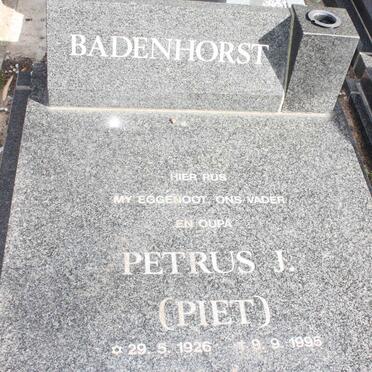 BADENHORST
HIER RUS
MY EGGENOOT, ONS VADER
EN OUPA
PETRUS J.
(PIET)
✡ 29. 5. 1926 ✝ 9. 9. 1995